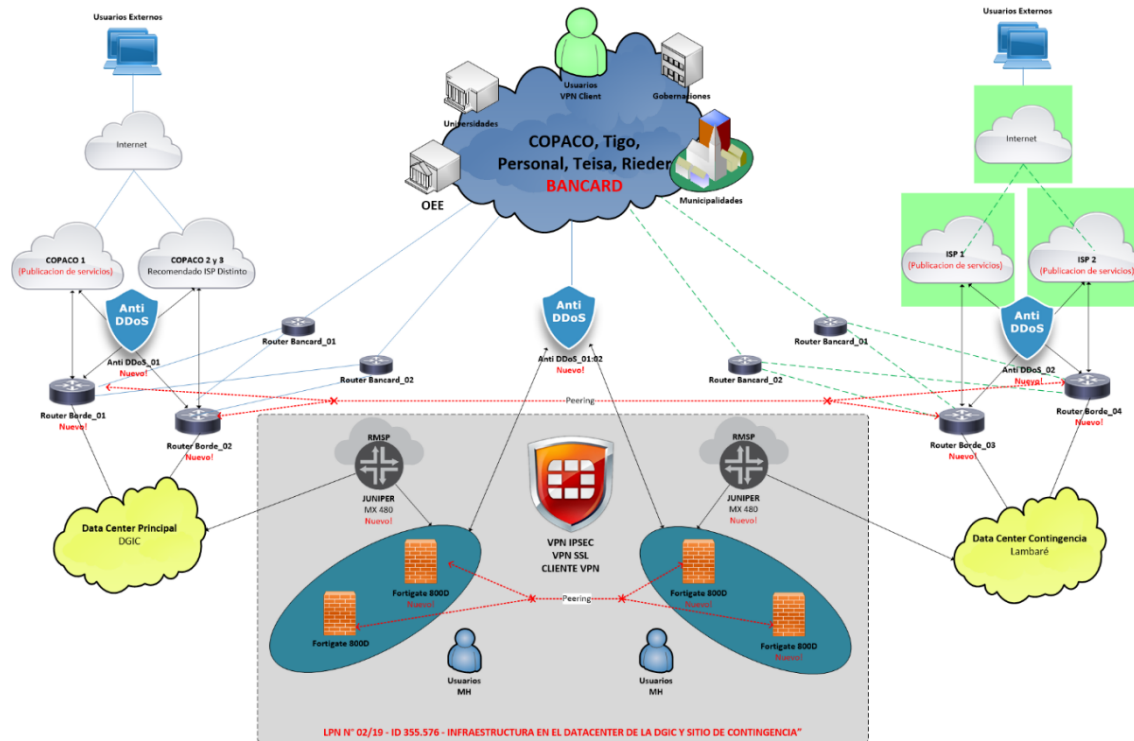 Usuarios Externos
Internet
COPACO 1
(Publicacion de servicios)
COPACO 2 y 3
Recomendado ISP Distinto
Anti
DDoS
Anti DDoS_01
Nuevo!
Router Borde_01
Nuevo!
Router Borde_02
Nuevo!
Data Center Principal
DGIC
Router Bancard_01
Router Bancard_02
Usuarios
VPN Client
Universidades
Gobernaciones
OEE
Municipalidades
COPACO, Tigo,
Personal, Teisa, Rieder
BANCARD
Anti
DDoS
Anti DDoS_01:02
Nuevo!
Peering
Usuarios Externos
Internet
ISP 1
(Publicacion de servicios)
ISP 2
(Publicacion de servicios)
Anti
DDoS
Anti DDoS_02
Nuevo!
Router Bancard_01
Router Bancard_02
Router Borde_04
Nuevo!
Router Borde_03
Nuevo!
Data Center Contingencia
Lambaré
RMSP
JUNIPER
MX 480
Nuevo!
VPN IPSEC
VPN SSL
CLIENTE VPN
RMSP
JUNIPER
MX 480
Nuevo!
Fortigate 800D
Nuevo!
Fortigate 800D
Peering
Fortigate 800D
Nuevo!
Fortigate 800D
Nuevo!
Usuarios
MH
Usuarios
MH
LPN N° 02/19 - ID 355.576 - INFRAESTRUCTURA EN EL DATACENTER DE LA DGIC Y SITIO DE CONTINGENCIA”